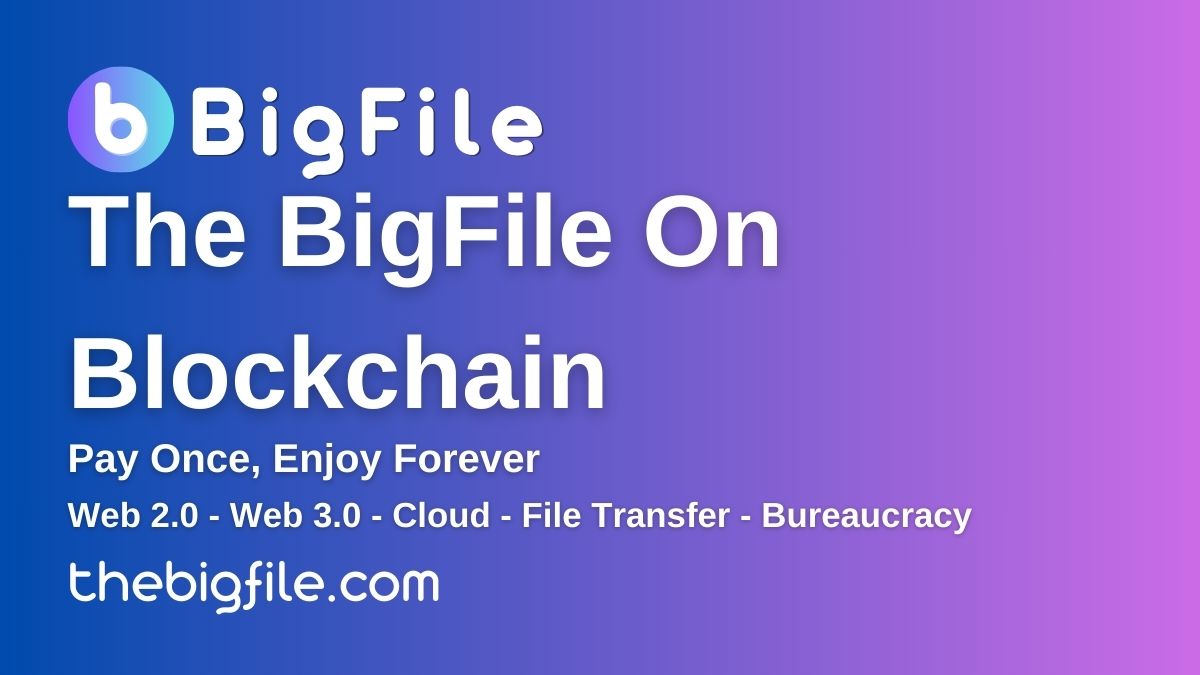 b BigFile
The BigFile On
Blockchain
Pay Once, Enjoy Forever
Web 2.0 - Web 3.0 - Cloud - File Transfer - Bureaucracy
thebigfile.com